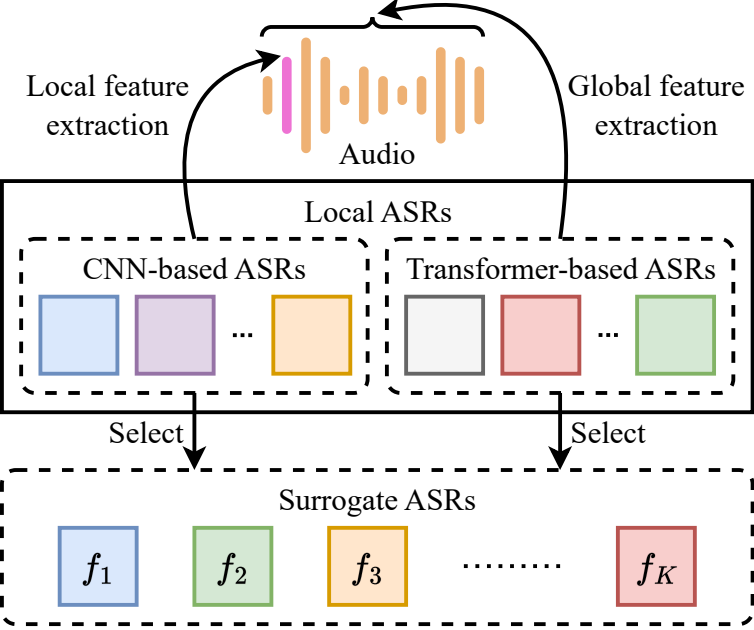 Local feature
extraction
Global feature
extraction
Audio
Local ASRs
CNN-based ASRs
Transformer-based ASRs
...
...
Select
Select
Surrogate ASRs
f1
f2
f3
.........
fK